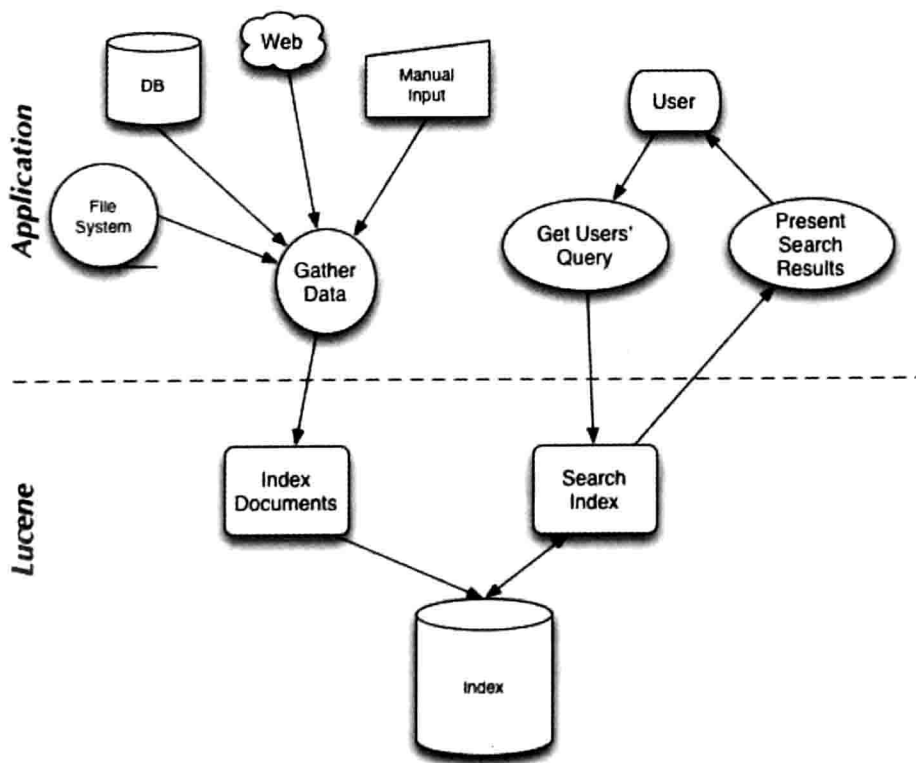 Application
DB
Web
Manual
Input
User
File
System
Gather
Data
Get Users'
Query
Present
Search
Results
Lucene
Index
Documents
Search
Index
Index